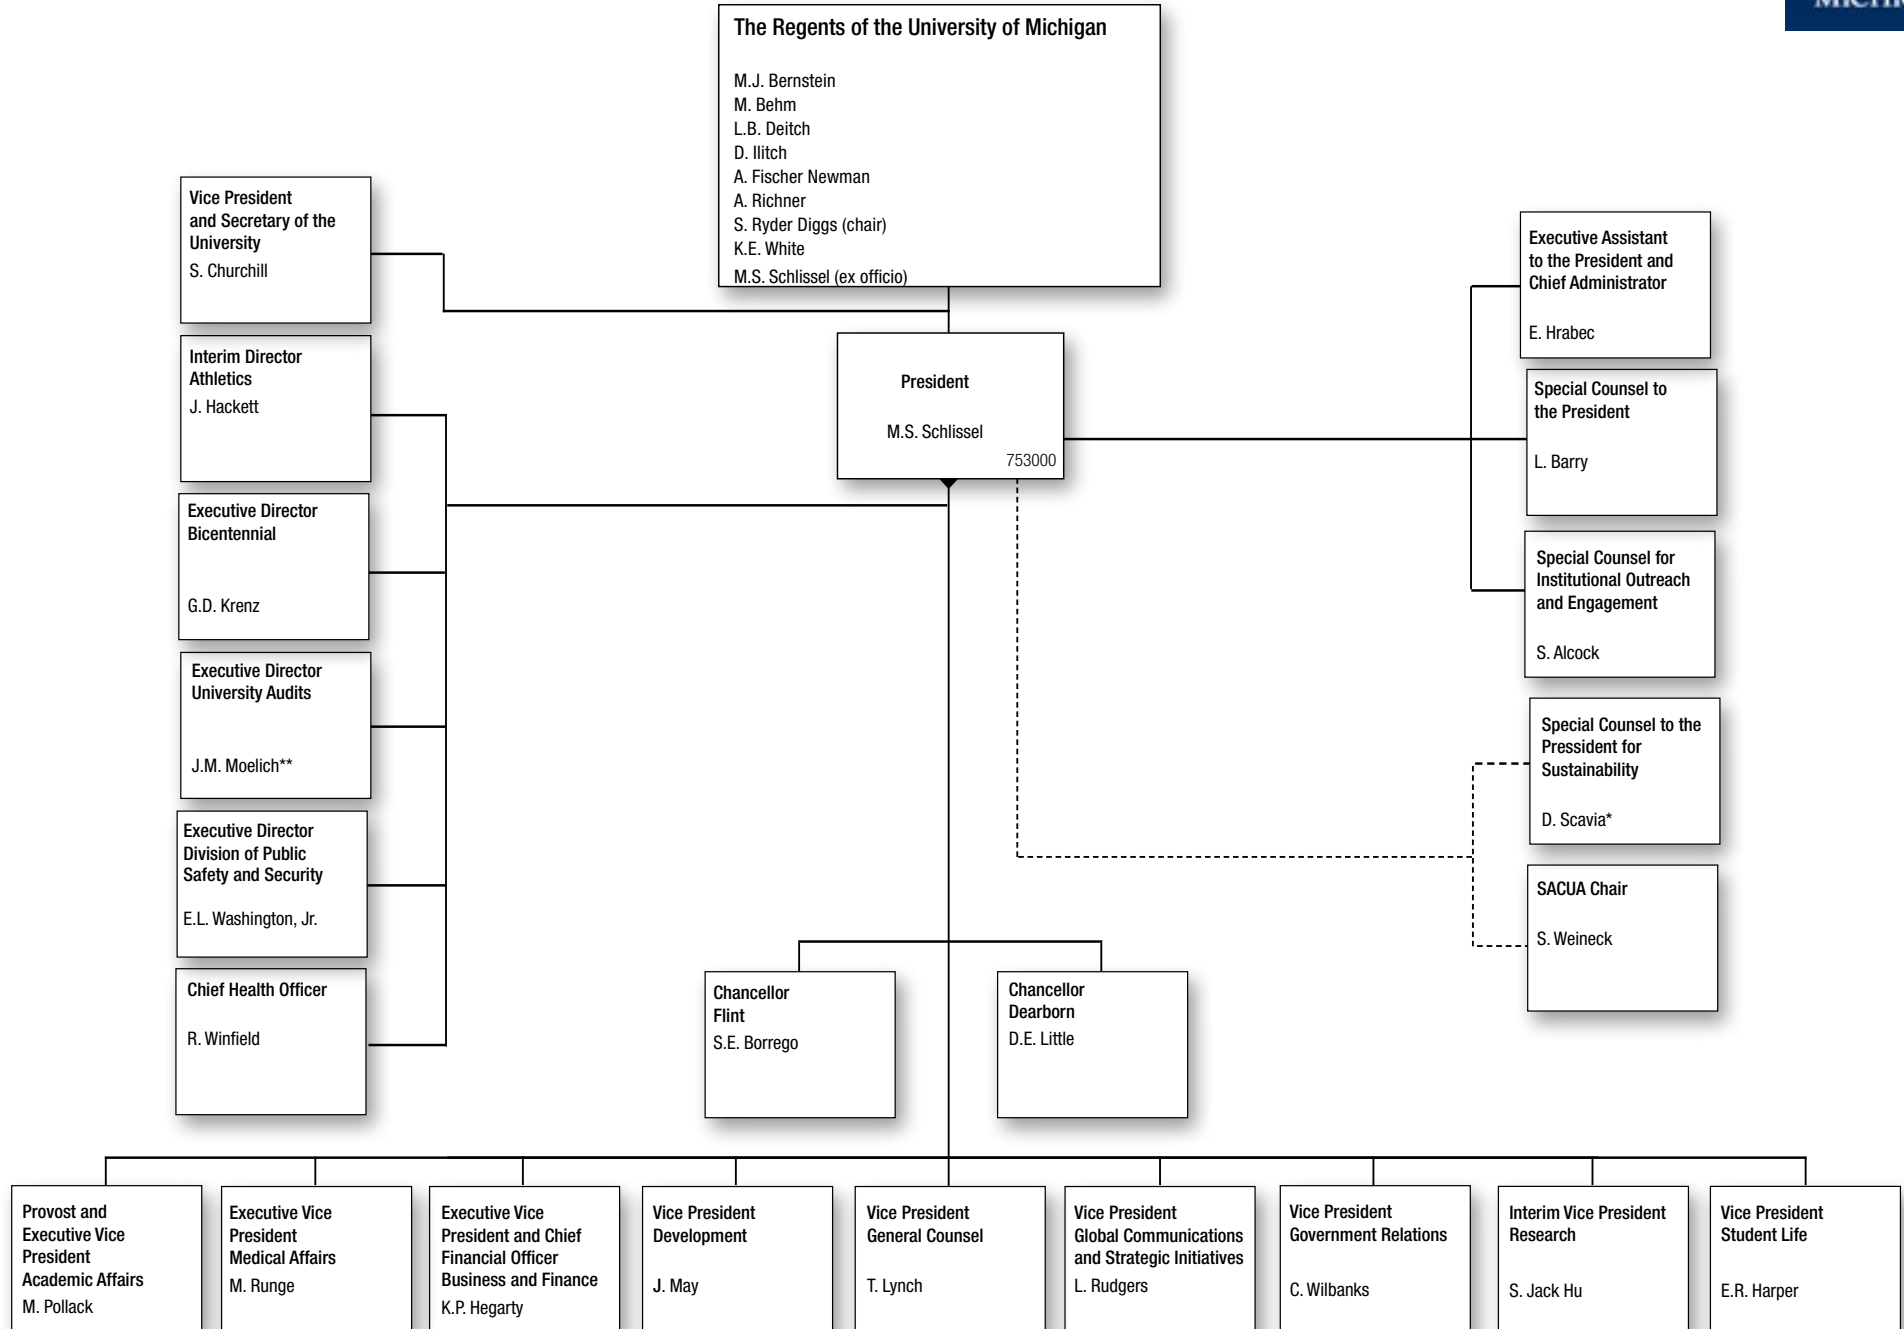 The Regents of the University of Michigan
M.J. Bernstein
M. Behm
L.B. Deitch
D. Ilitch
A. Fischer Newman
A. Richner
S. Ryder Diggs (chair)
K.E. White
M.S. Schlissel (ex officio)
Vice President
and Secretary of the
University
S. Churchill
Interim Director
Athletics
J. Hackett
Executive Director
Bicentennial
G.D. Krenz
Executive Director
University Audits
J.M. Moelich**
Executive Director
Division of Public
Safety and Security
E.L. Washington, Jr.
Chief Health Officer
R. Winfield
President
M.S. Schlissel
753000
Executive Assistant
to the President and
Chief Administrator
E. Hrabec
Special Counsel to
the President
L. Barry
Special Counsel for
Institutional Outreach
and Engagement
S. Alcock
Special Counsel to the
Pressident for
Sustainability
D. Scavia*
SACUA Chair
S. Weineck
Chancellor
Flint
S.E. Borrego
Chancellor
Dearborn
D.E. Little
Provost and
Executive Vice
President
Academic Affairs
M. Pollack
Executive Vice
President
Medical Affairs
M. Runge
Executive Vice
President and Chief
Financial Officer
Business and Finance
K.P. Hegarty
Vice President
Development
J. May
Vice President
General Counsel
T. Lynch
Vice President
Global Communications
and Strategic Initiatives
L. Rudgers
Vice President
Government Relations
C. Wilbanks
Interim Vice President
Research
S. Jack Hu
Vice President
Student Life
E.R. Harper